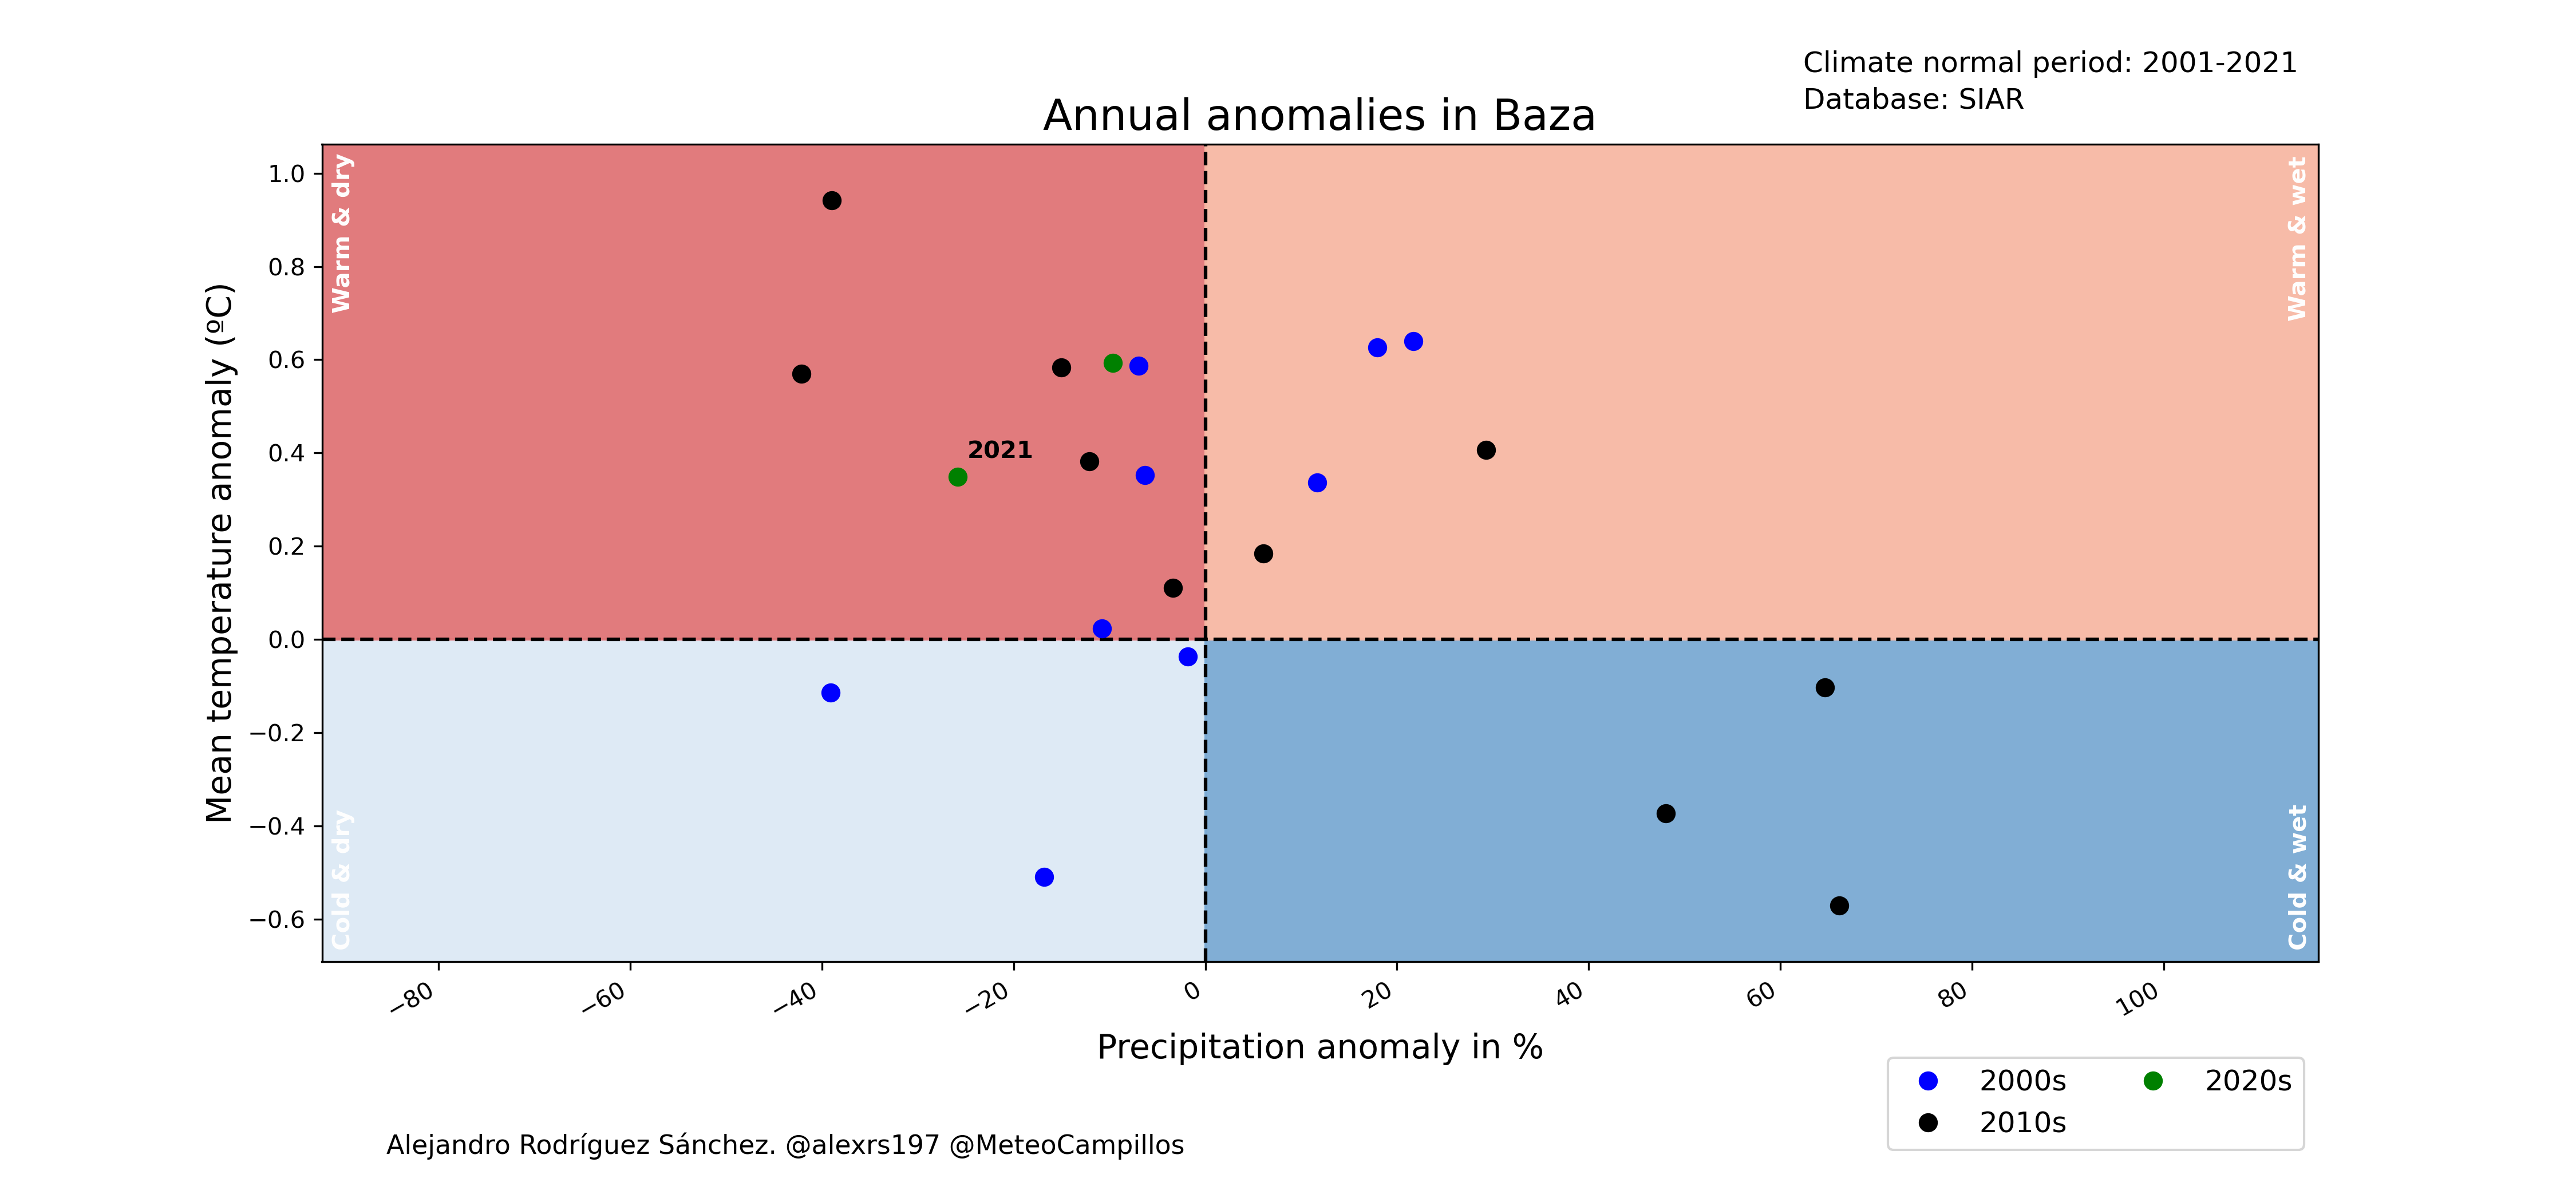 Climate normal period: 2001-2021
Database: SIAR
Annual anomalies in Baza
Warm & dry
Warm & wet
Cold & dry
Cold & wet
2021
Mean temperature anomaly (ºC)
1.0
0.8
0.6
0.4
0.2
0.0
−0.2
−0.4
−0.6
−80
−60
−40
−20
0
20
40
60
80
100
Precipitation anomaly in %
2000s
2010s
2020s
Alejandro Rodríguez Sánchez. @alexrs197 @MeteoCampillos